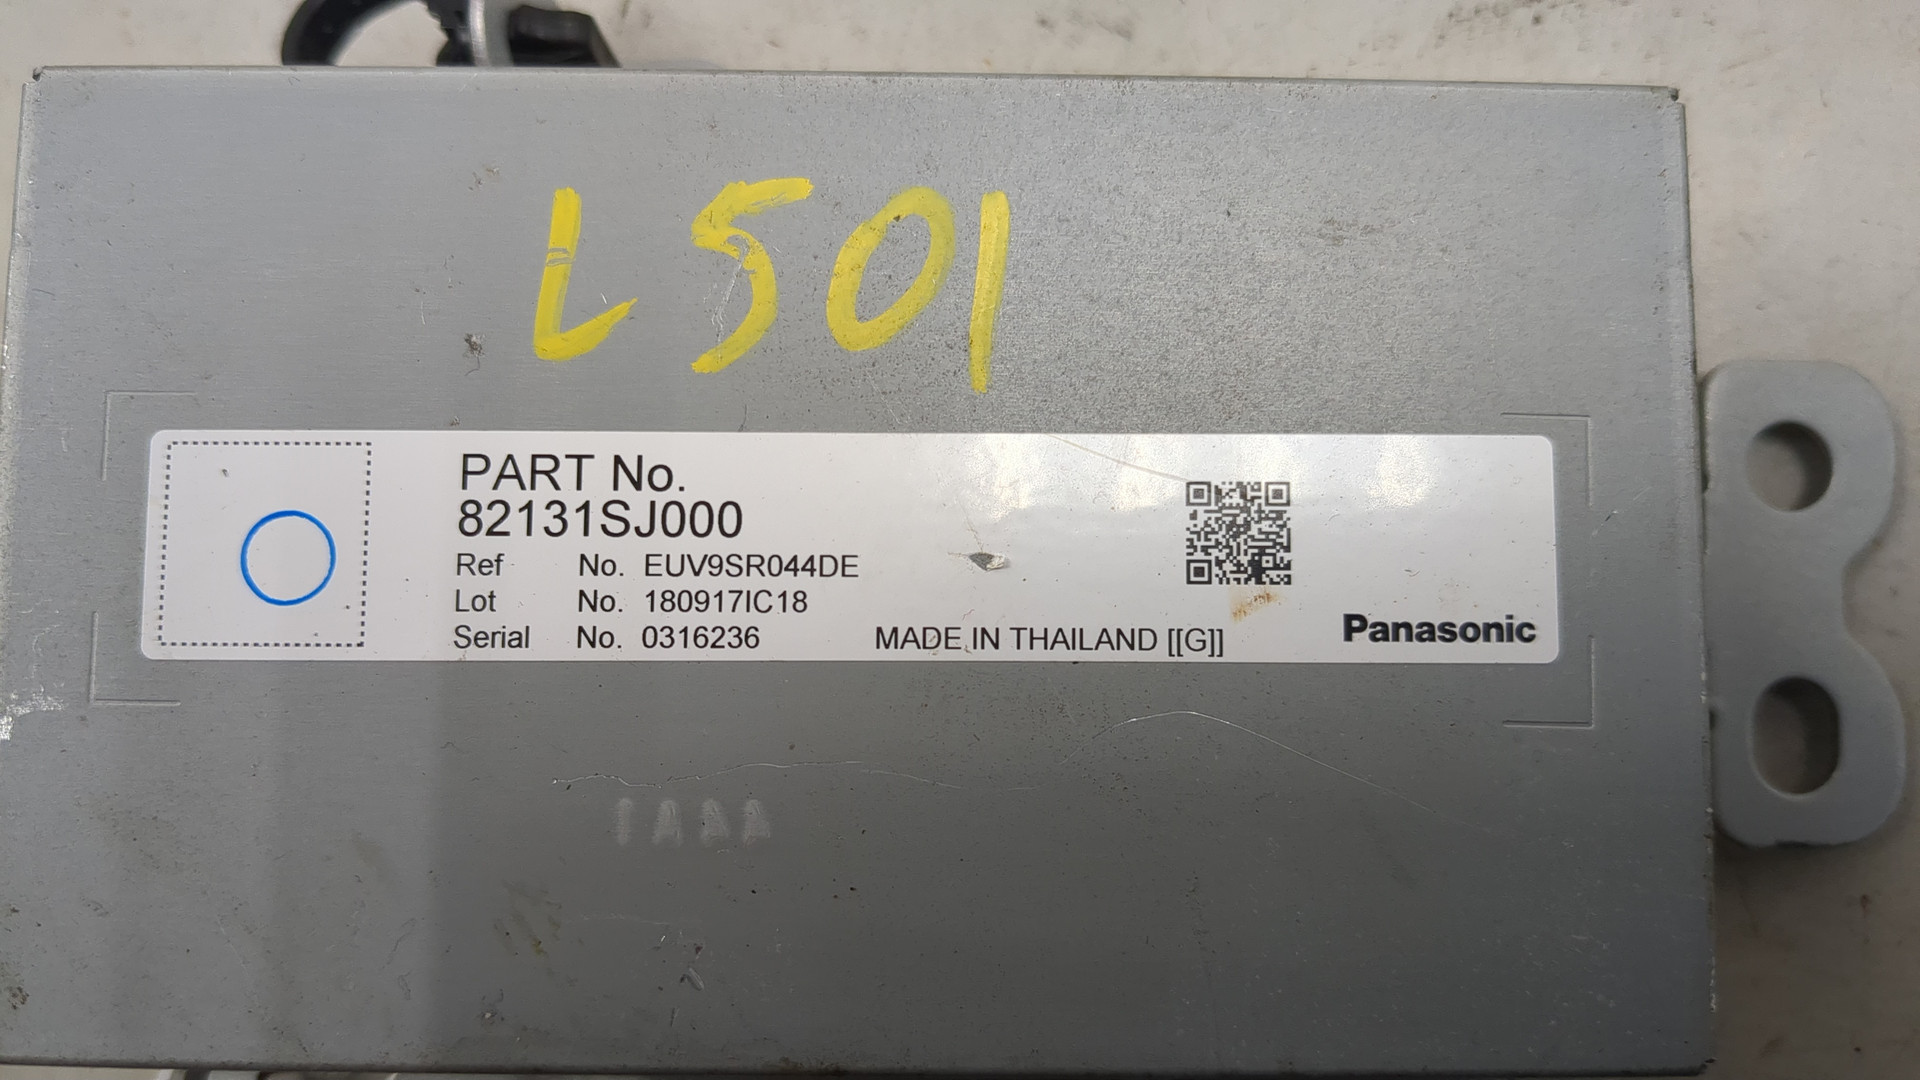 L501
PART No.
82131SJ000
Ref No. EUV9SR044DE
Lot No. 180917IC18
Serial No. 0316236
MADE IN THAILAND [[G]]
Panasonic